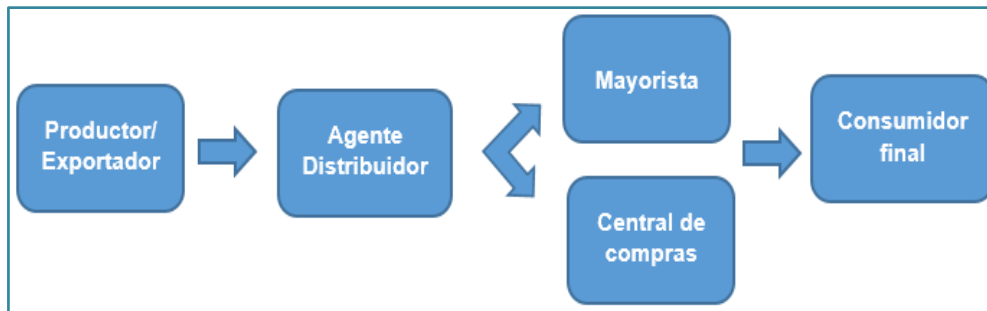 Productor/
Exportador
Agente
Distribuidor
Mayorista
Central de
compras
Consumidor
final